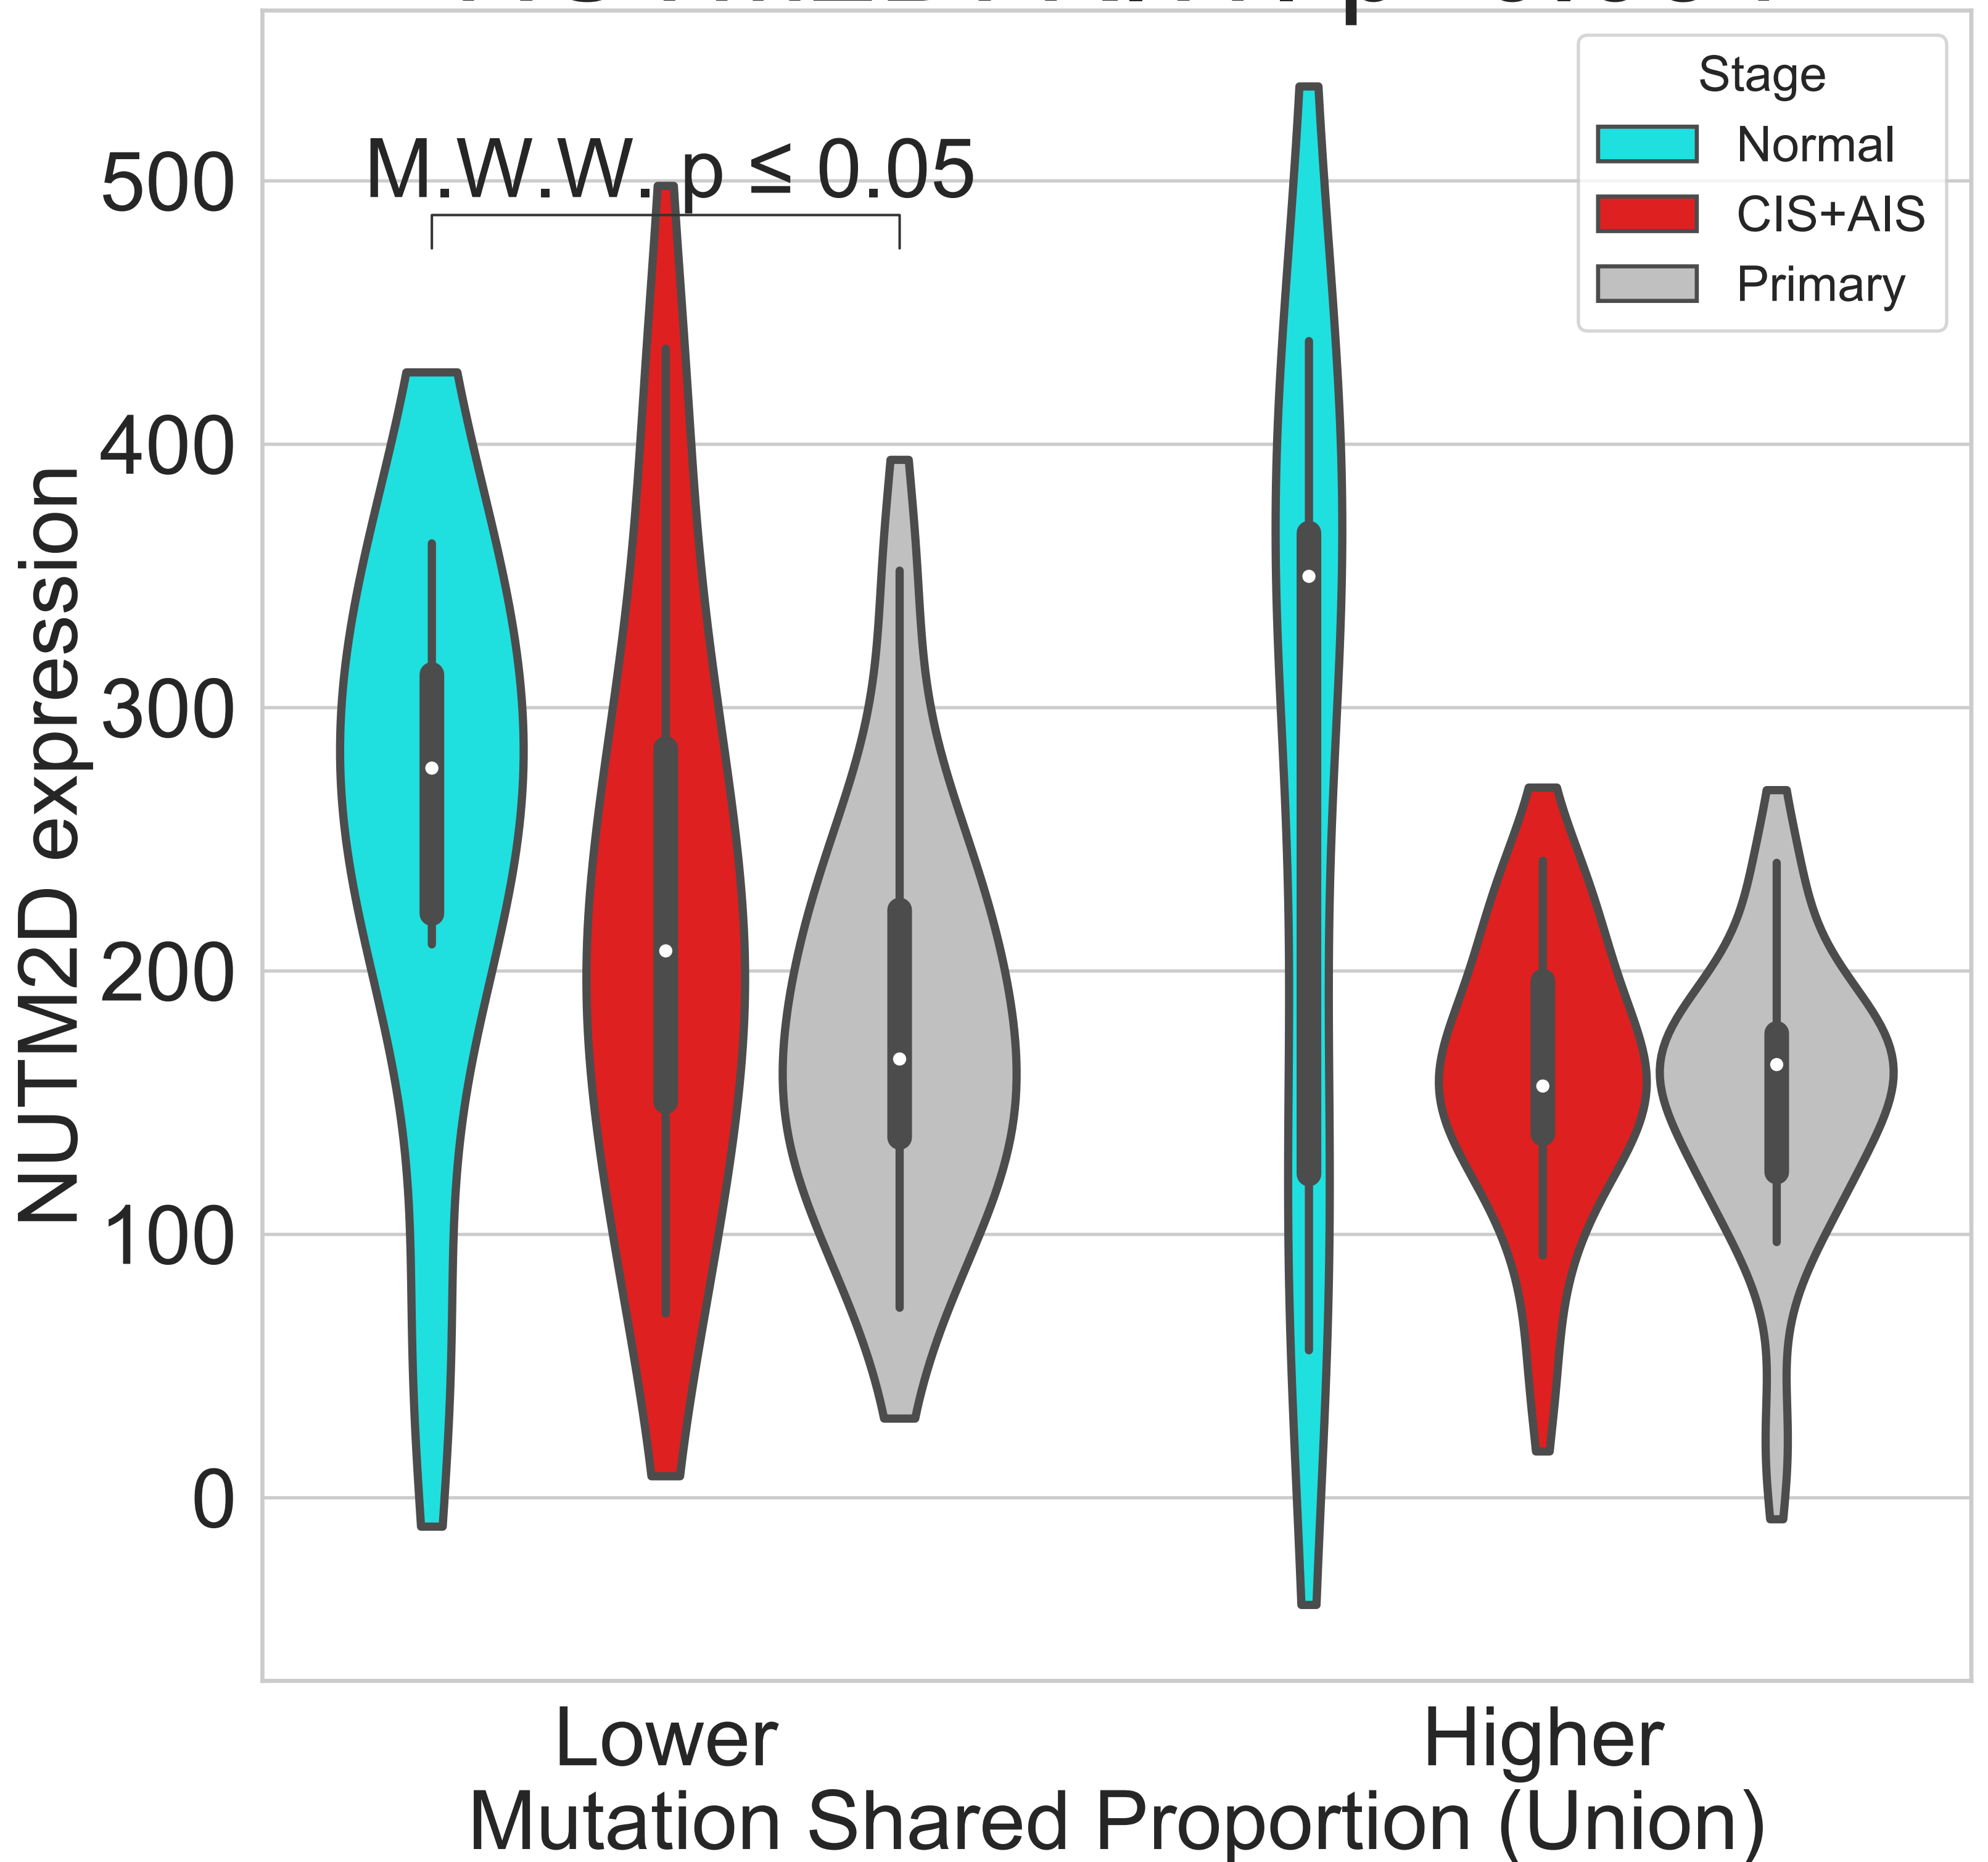 Stage
Normal
CIS+AIS
Primary
M.W.W. p ≤ 0.05
500
400
300
200
100
0
NUTM2D expression
Lower
Higher
Mutation Shared Proportion (Union)